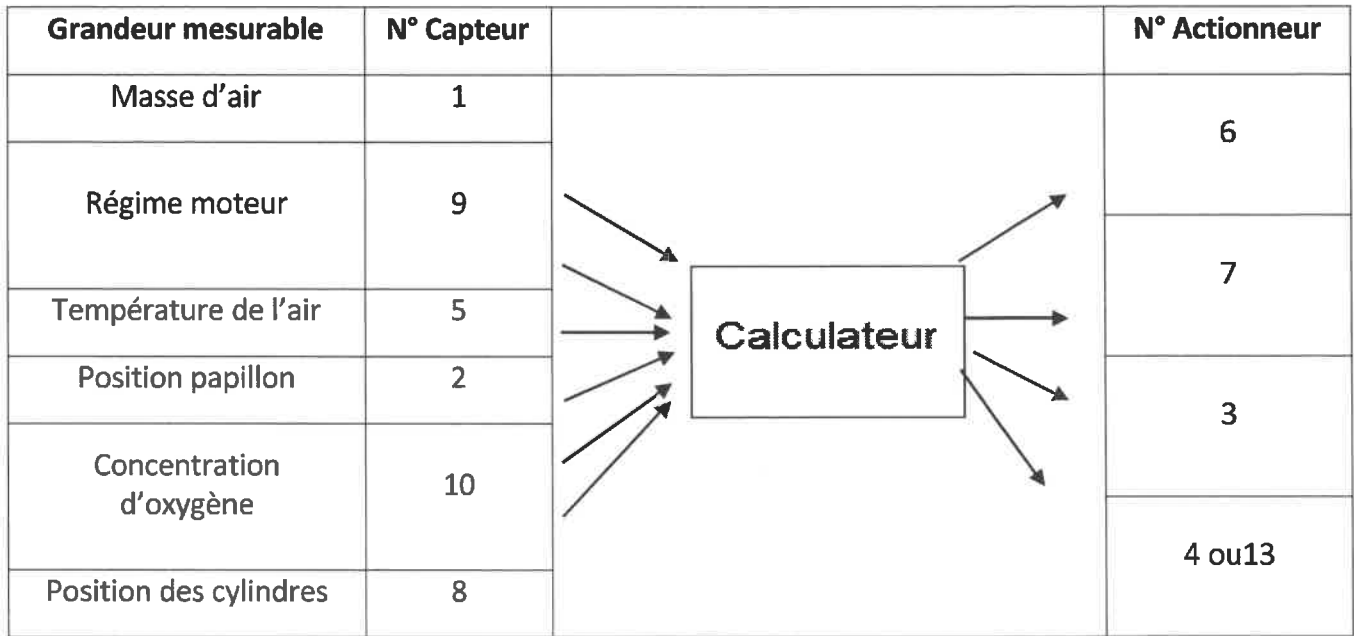 Grandeur mesurable N° Capteur N° Actionneur
Masse d'air 1
6
Régime moteur 9
7
Température de l'air 5
Calculateur
Position papillon 2
3
Concentration
d'oxygène 10
4 ou13
Position des cylindres 8